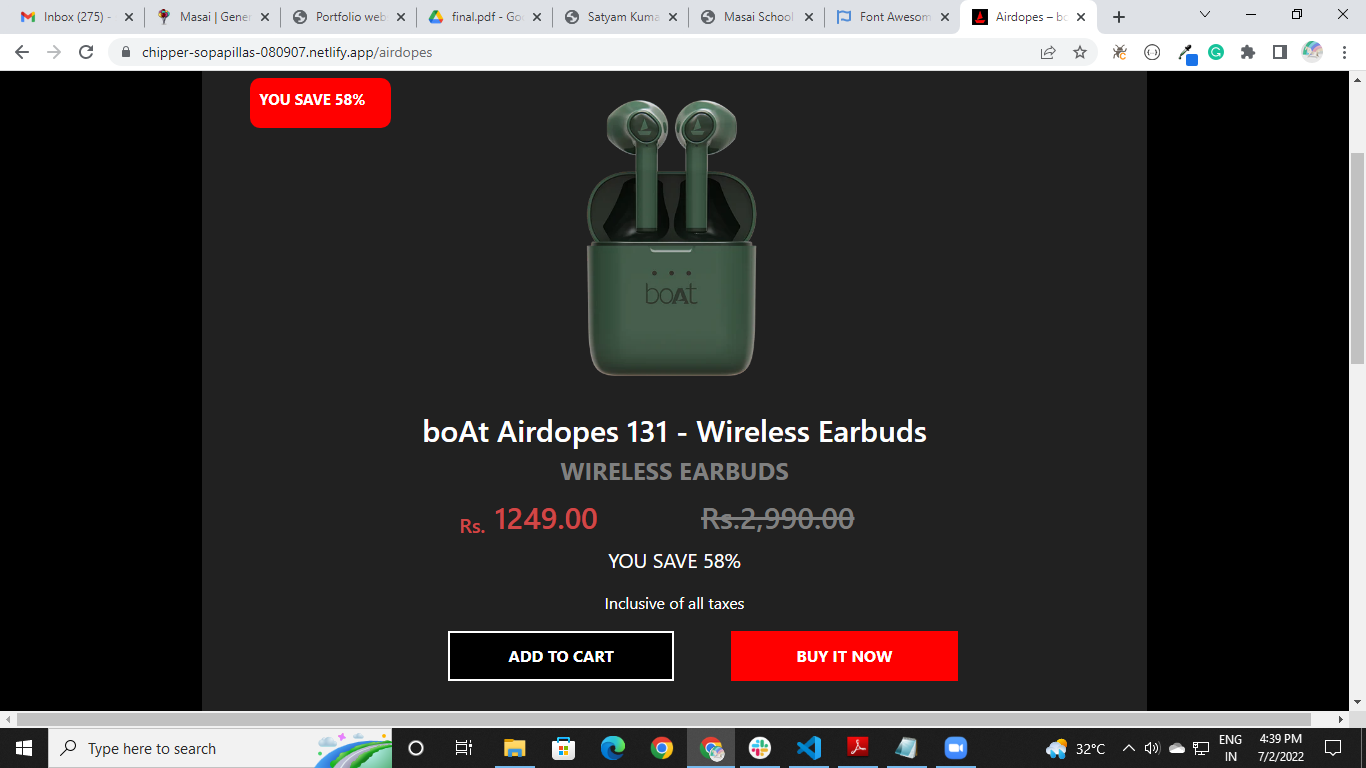 Inbox (275) -
Masai | Gener
Portfolio web
final.pdf - Go
Satyam Kuma
Masai School
Font Awesom
Airdopes – bo
chipper-sopapillas-080907.netlify.app/airdopes
YOU SAVE 58%
boAt
boAt Airdopes 131 - Wireless Earbuds
WIRELESS EARBUDS
Rs. 1249.00 Rs.2,990.00
YOU SAVE 58%
Inclusive of all taxes
ADD TO CART BUY IT NOW
Type here to search
32°C
ENG
IN
4:39 PM
7/2/2022